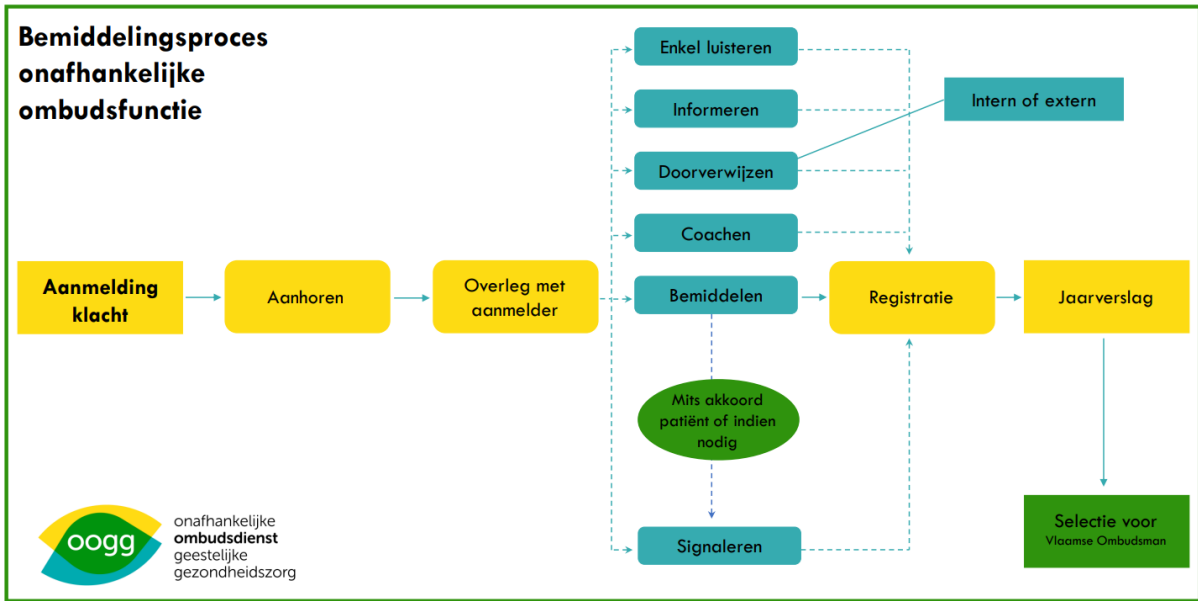 Bemiddelingsproces
onafhankelijke
ombudsfunctie
Enkel luisteren
Informeren
Intern of extern
Doorverwijzen
Coachen
Aanmelding
klacht
Aanhoren
Overleg met
aanmelder
Bemiddelen
Registratie
Jaarverslag
Mits akkoord
patiënt of indien
nodig
Signaleren
Selectie voor
Vlaamse Ombudsman
oogg
onafhankelijke
ombudsdienst
geestelijke
gezondheidszorg